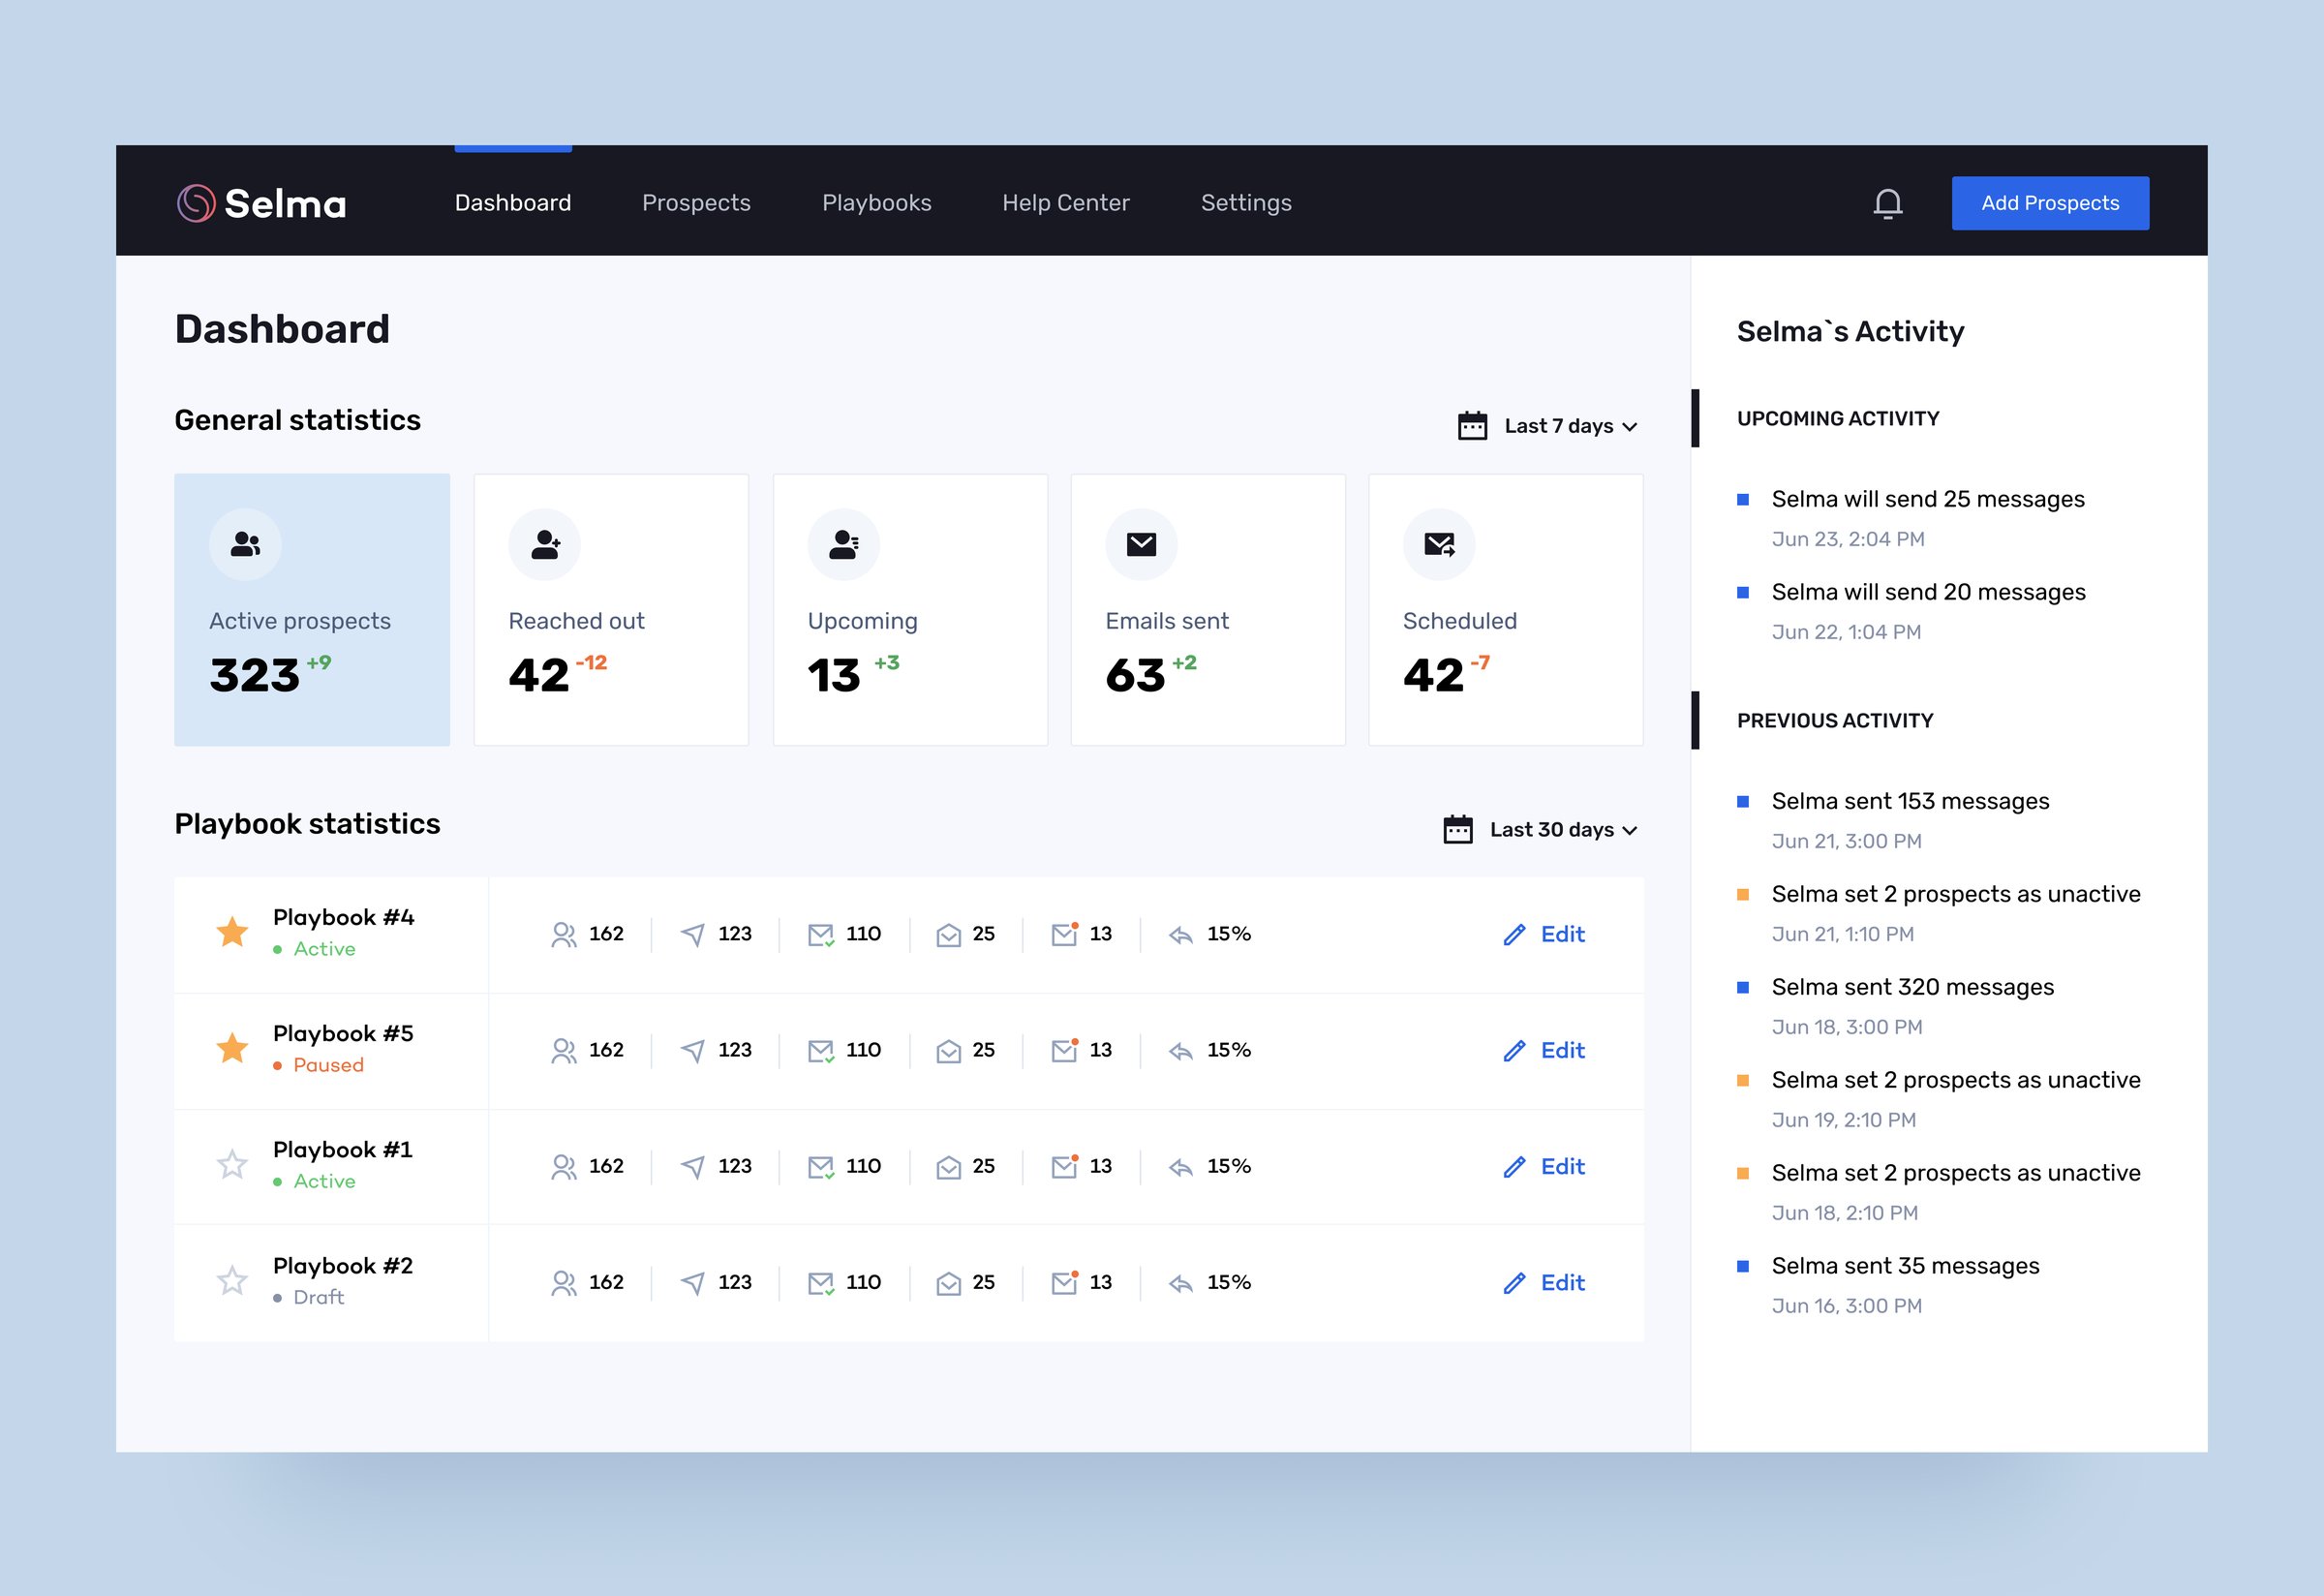 Selma
Dashboard
Prospects
Playbooks
Help Center
Settings
Add Prospects
Dashboard
General statistics
Last 7 days
Active prospects
323 +9
Reached out
42 -12
Upcoming
13 +3
Emails sent
63 +2
Scheduled
42 -7
Playbook statistics
Last 30 days
Playbook #4
Active
162 123 110 25 13 15% Edit
Playbook #5
Paused
162 123 110 25 13 15% Edit
Playbook #1
Active
162 123 110 25 13 15% Edit
Playbook #2
Draft
162 123 110 25 13 15% Edit
Selma`s Activity
UPCOMING ACTIVITY
Selma will send 25 messages
Jun 23, 2:04 PM
Selma will send 20 messages
Jun 22, 1:04 PM
PREVIOUS ACTIVITY
Selma sent 153 messages
Jun 21, 3:00 PM
Selma set 2 prospects as unactive
Jun 21, 1:10 PM
Selma sent 320 messages
Jun 18, 3:00 PM
Selma set 2 prospects as unactive
Jun 19, 2:10 PM
Selma set 2 prospects as unactive
Jun 18, 2:10 PM
Selma sent 35 messages
Jun 16, 3:00 PM